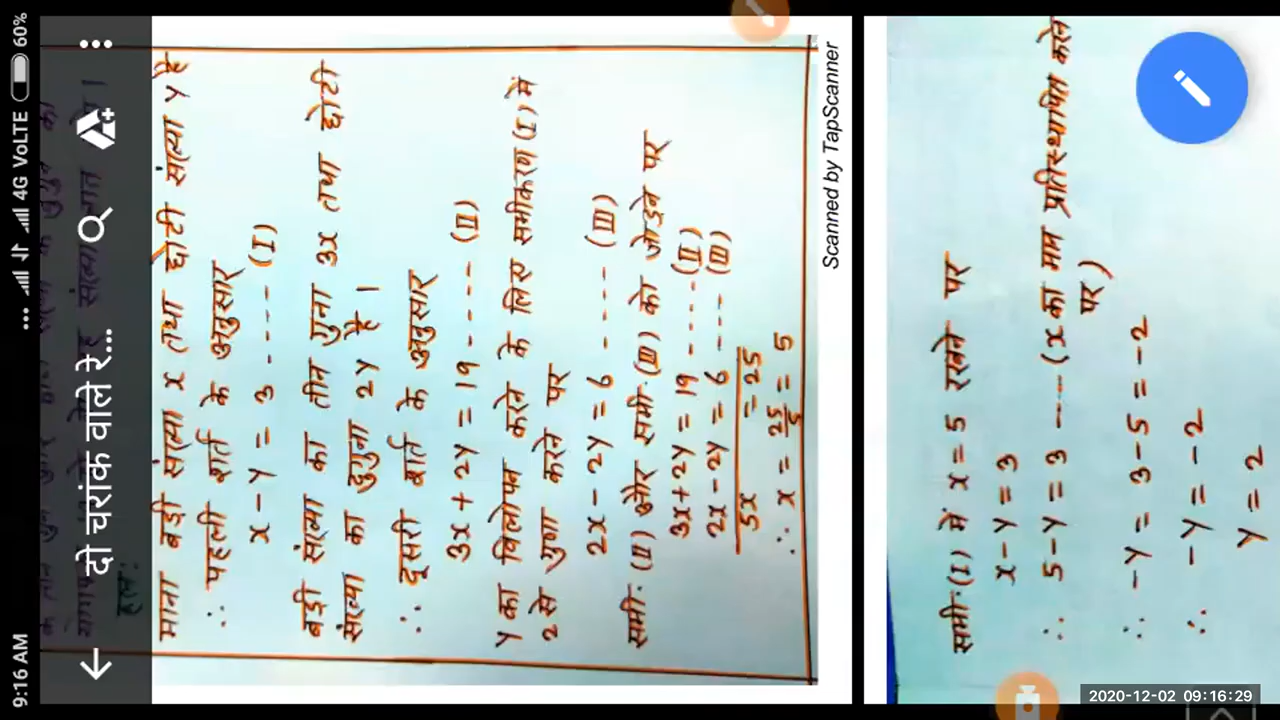 9:16 AM
4G VoLTE 60%
दो चरांक वाले रे...
हल:
माना बड़ी संख्या x तथा छोटी संख्या y है
∴ पहली शर्त के अनुसार
x - y = 3 ---- (I)
बड़ी संख्या का तीन गुना 3x तथा छोटी
संख्या का दुगुना 2y है ।
∴ दूसरी शर्त के अनुसार
3x + 2y = 19 ---- (II)
y का विलोपन करने के लिए समीकरण (I) में
2 से गुणा करने पर
2x - 2y = 6 ---- (III)
समी. (II) और समी. (III) को जोड़ने पर
3x + 2y = 19 ---- (II)
2x - 2y = 6 ---- (III)
5x = 25
∴ x = 25/5 = 5
Scanned by TapScanner
समी. (I) में x = 5 रखने पर
x - y = 3
∴ 5 - y = 3 ---- (x का मान प्रतिस्थापित करने
पर)
∴ -y = 3 - 5 = -2
∴ -y = -2
y = 2
2020-12-02 09:16:29